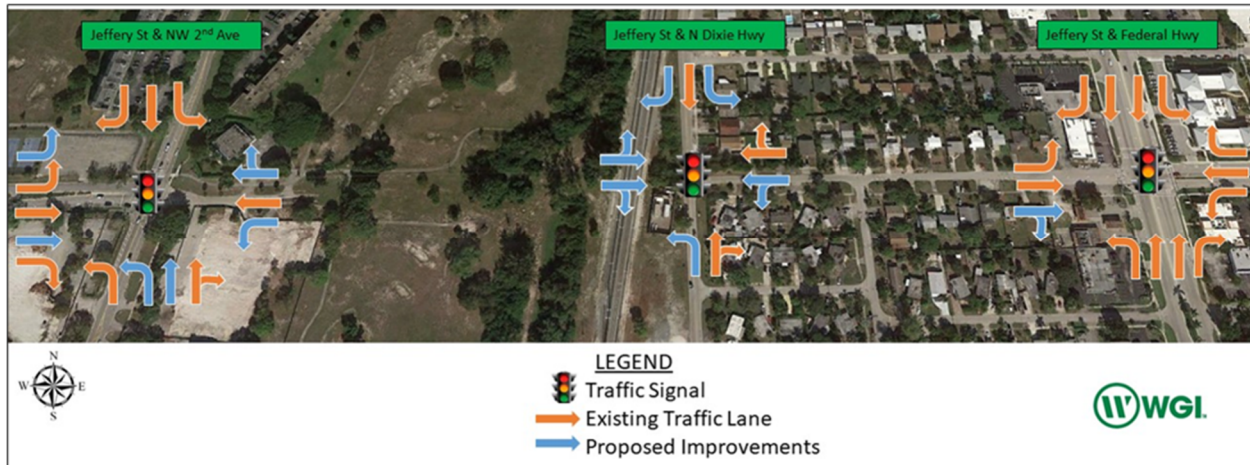 Jeffery St & NW 2nd Ave
Jeffery St & N Dixie Hwy
Jeffery St & Federal Hwy
N
W E
S
LEGEND
Traffic Signal
Existing Traffic Lane
Proposed Improvements
W WGI.